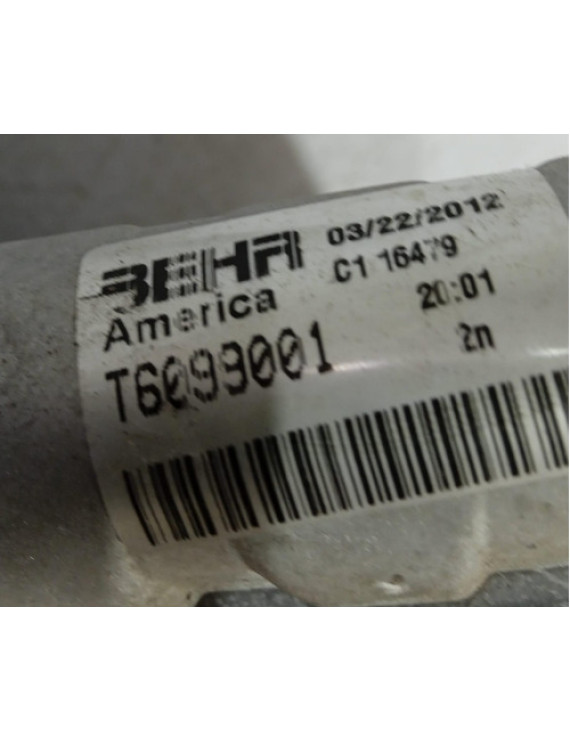 BEHR
America
T6099001
03/22/2012
C1 16479
20:01
2n